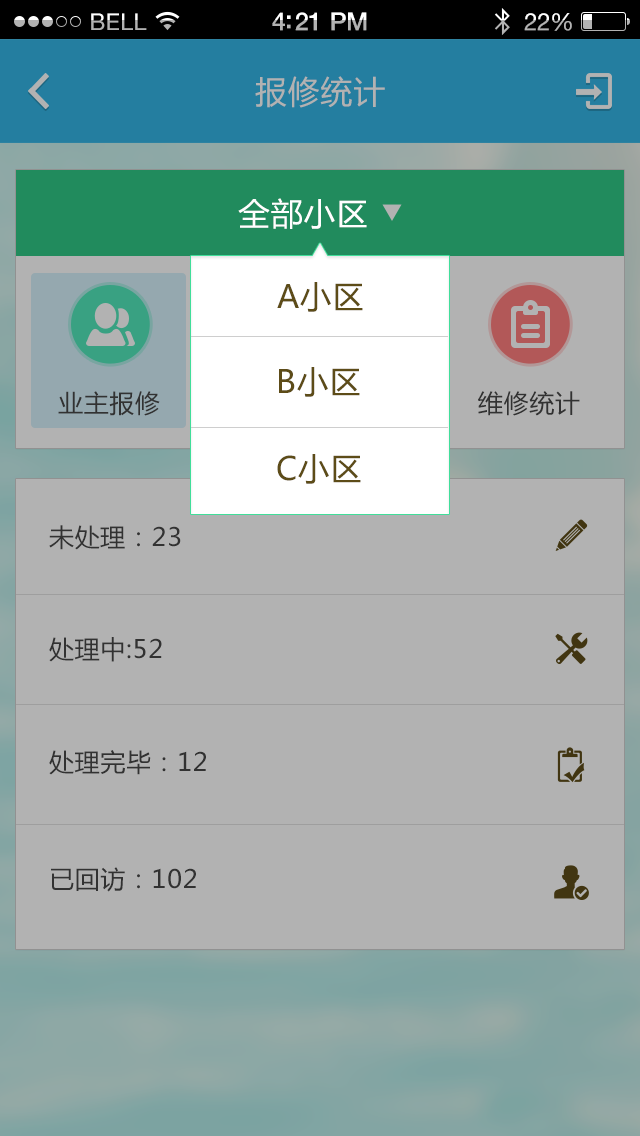 BELL 4:21 PM 22%
报修统计
全部小区
A小区
B小区
C小区
业主报修
维修统计
未处理：23
处理中:52
处理完毕：12
已回访：102